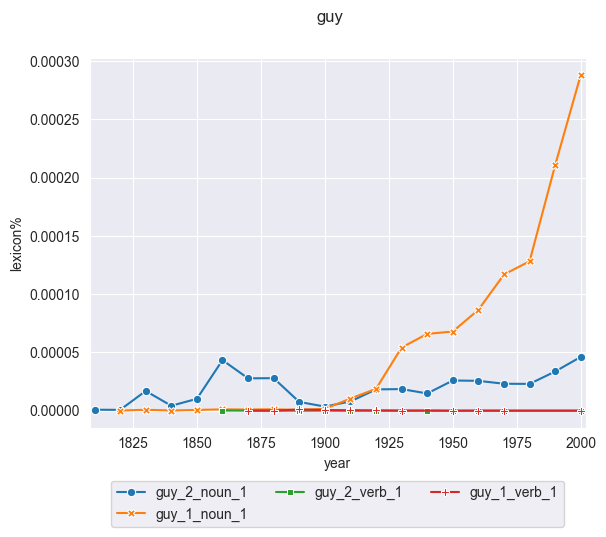 guy
0.00030
0.00025
0.00020
0.00015
0.00010
0.00005
0.00000
lexicon%
1825 1850 1875 1900 1925 1950 1975 2000
year
guy_2_noun_1 guy_2_verb_1 guy_1_verb_1
guy_1_noun_1